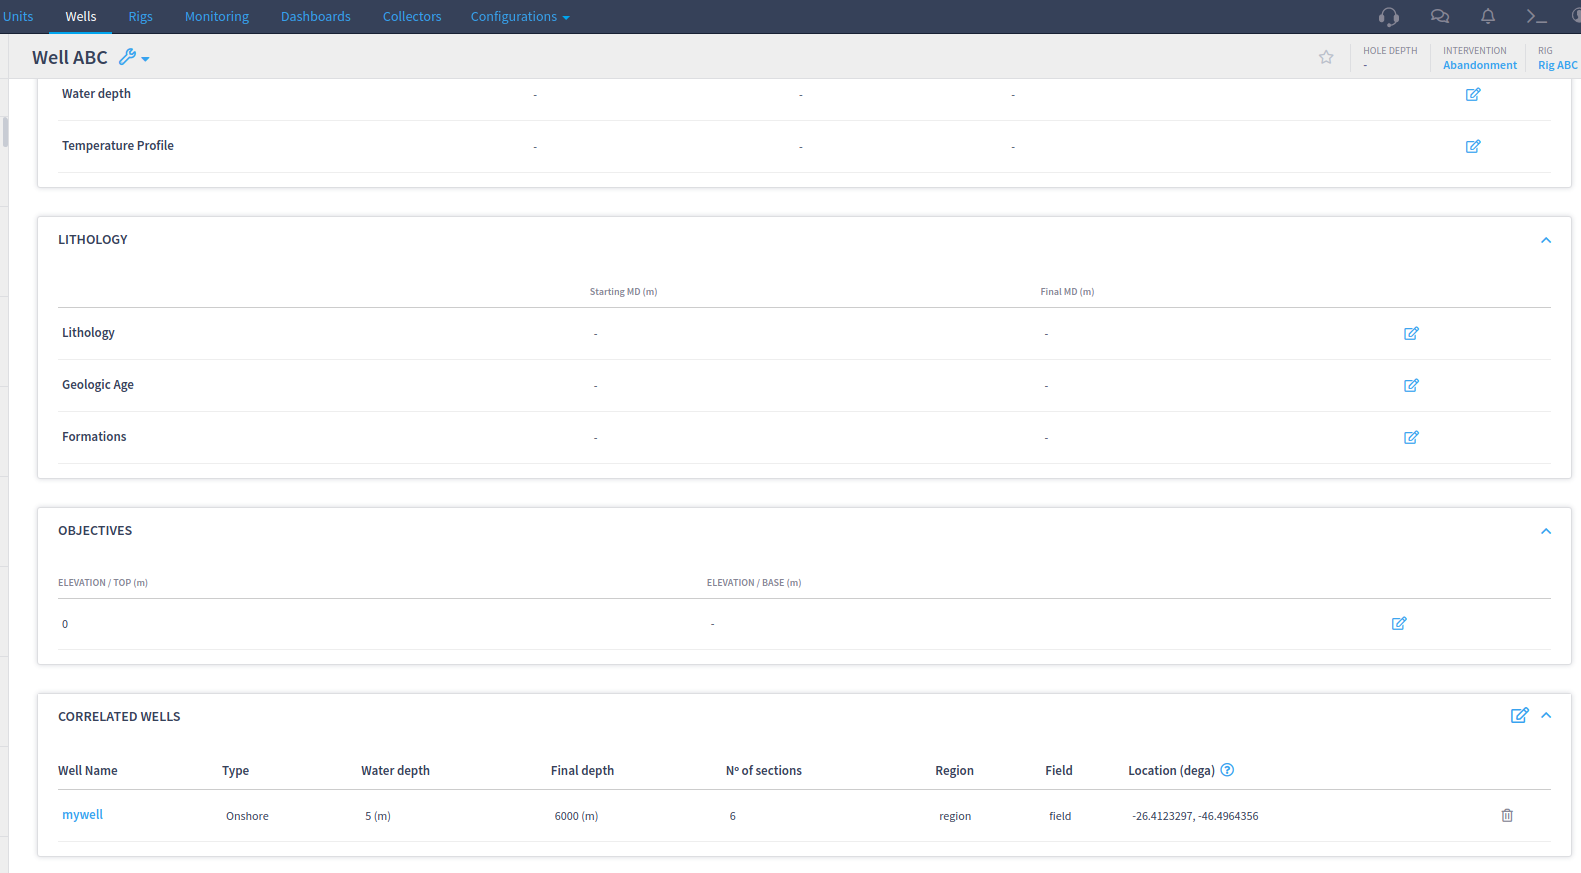 Units Wells Rigs Monitoring Dashboards Collectors Configurations
Well ABC
HOLE DEPTH INTERVENTION RIG
- Abandonment Rig ABC
Water depth - - -
Temperature Profile - - -
LITHOLOGY
Starting MD (m) Final MD (m)
Lithology - -
Geologic Age - -
Formations - -
OBJECTIVES
ELEVATION / TOP (m) ELEVATION / BASE (m)
0 -
CORRELATED WELLS
Well Name Type Water depth Final depth Nº of sections Region Field Location (dega) ?
mywell Onshore 5 (m) 6000 (m) 6 region field -26.4123297, -46.4964356